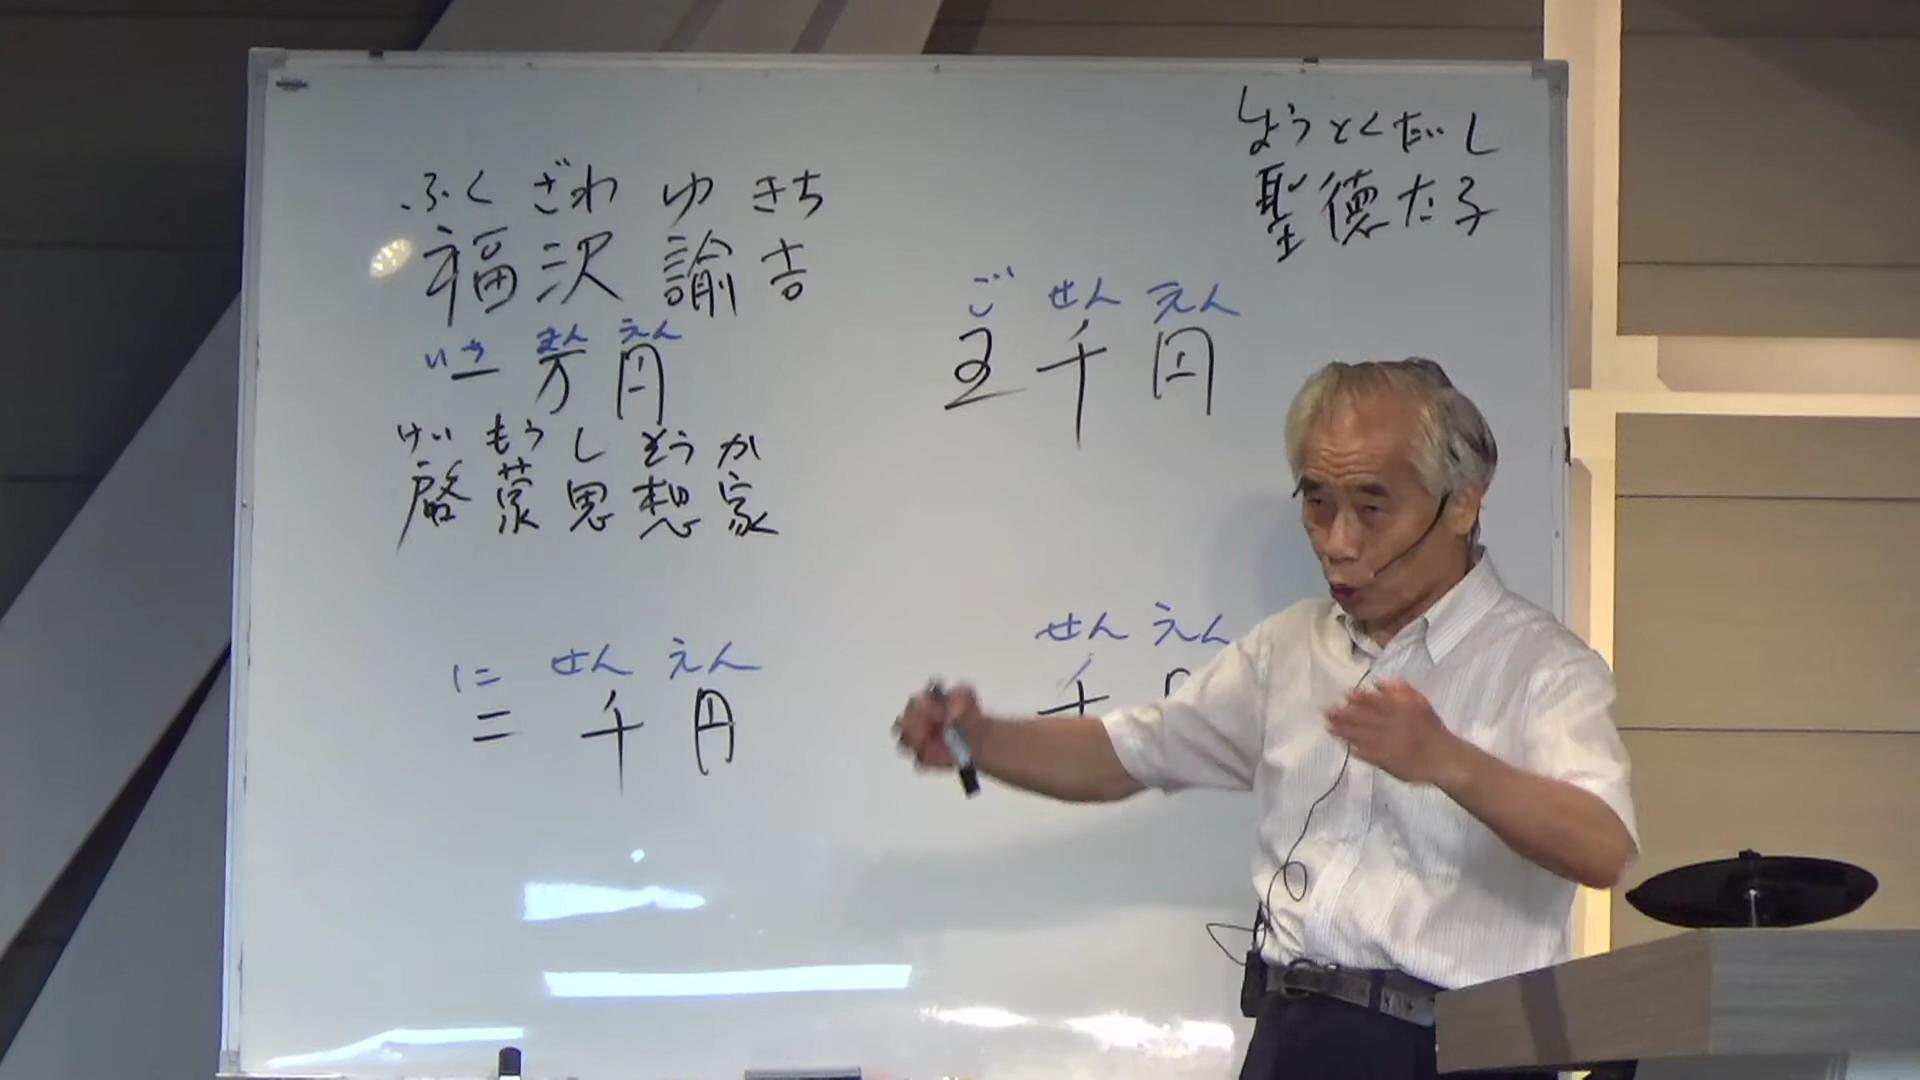 しょうとくたいし
聖徳太子
ふくざわゆきち
福沢諭吉
いちまんえん
一万円
ごせんえん
五千円
けいもうしそうか
啓蒙思想家
にせんえん
二千円
せんえん
千円